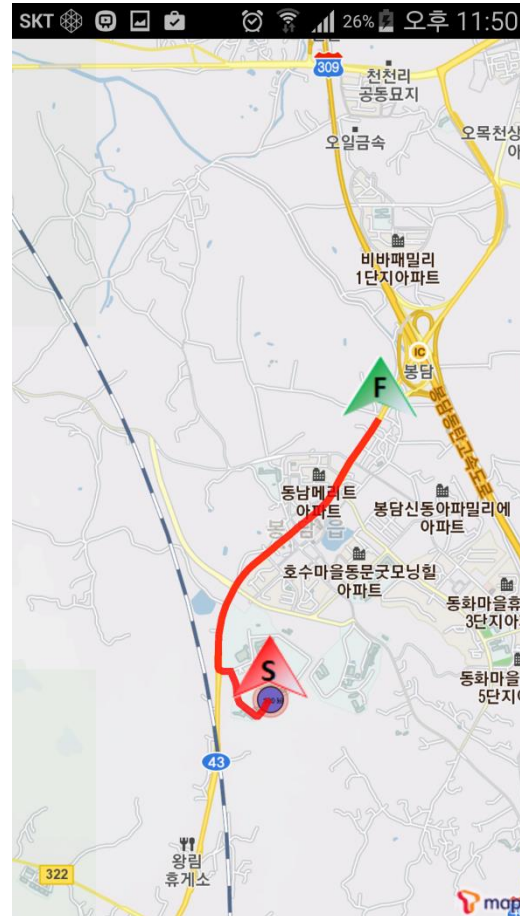 SKT 26% 오후 11:50
309
천천리
공동묘지
오일금속
오목천상
비바패밀리
1단지아파트
IC
봉담
F
봉담동탄고속도로
동남메리트
아파트
봉담신동아파밀리에
아파트
봉담읍
호수마을동문굿모닝힐
아파트
동화마을휴
3단지아
S
동화마을
5단지
43
왕림
휴게소
322
T map